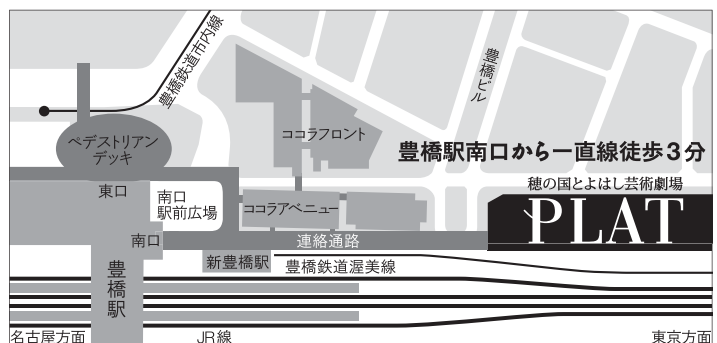 豊橋鉄道市内線
豊橋ビル
ペデストリアン
デッキ
ココラフロント
豊橋駅南口から一直線徒歩3分
穂の国とよはし芸術劇場
PLAT
東口
南口
駅前広場
ココラアベニュー
南口
連絡通路
新豊橋駅
豊橋鉄道渥美線
豊橋駅
名古屋方面
JR線
東京方面